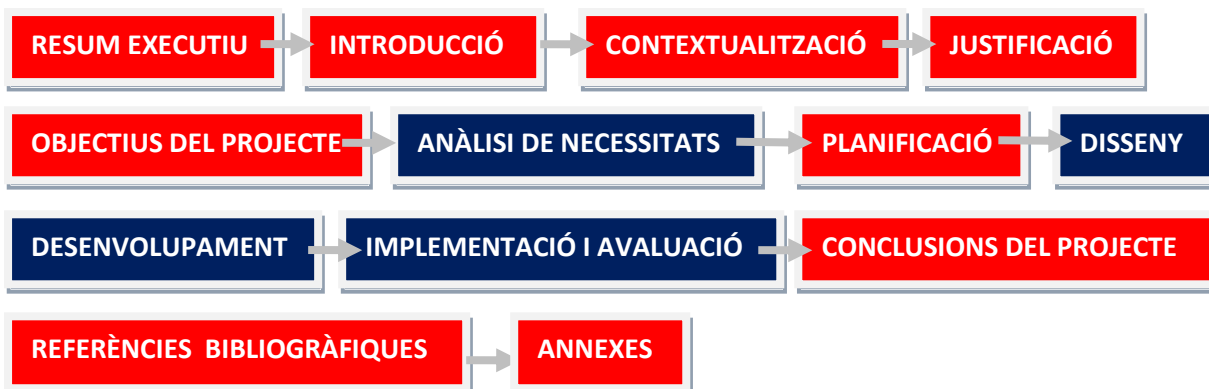 RESUM EXECUTIU INTRODUCCIÓ CONTEXTUALITZACIÓ JUSTIFICACIÓ
OBJECTIUS DEL PROJECTE ANÀLISI DE NECESSITATS PLANIFICACIÓ DISSENY
DESENVOLUPAMENT IMPLEMENTACIÓ I AVALUACIÓ CONCLUSIONS DEL PROJECTE
REFERÈNCIES BIBLIOGRÀFIQUES ANNEXES